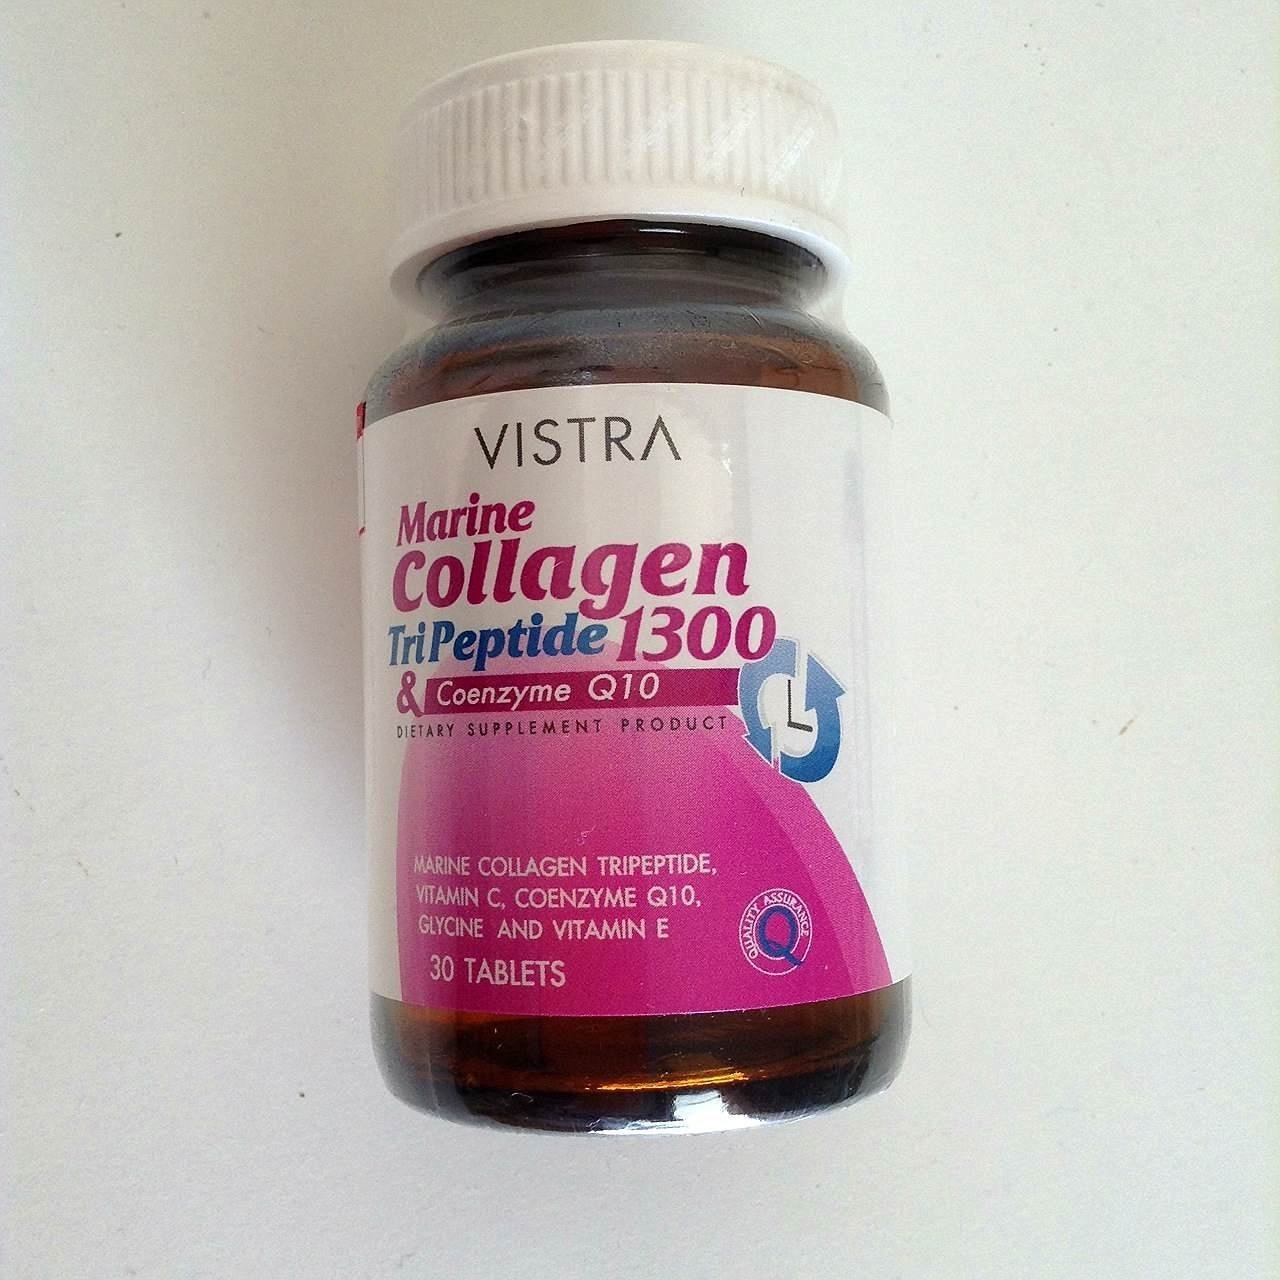 VISTRA
Marine
Collagen
TriPeptide 1300
& Coenzyme Q10
DIETARY SUPPLEMENT PRODUCT
MARINE COLLAGEN TRIPEPTIDE,
VITAMIN C, COENZYME Q10,
GLYCINE AND VITAMIN E
30 TABLETS
QUALITY ASSURANCE
Q